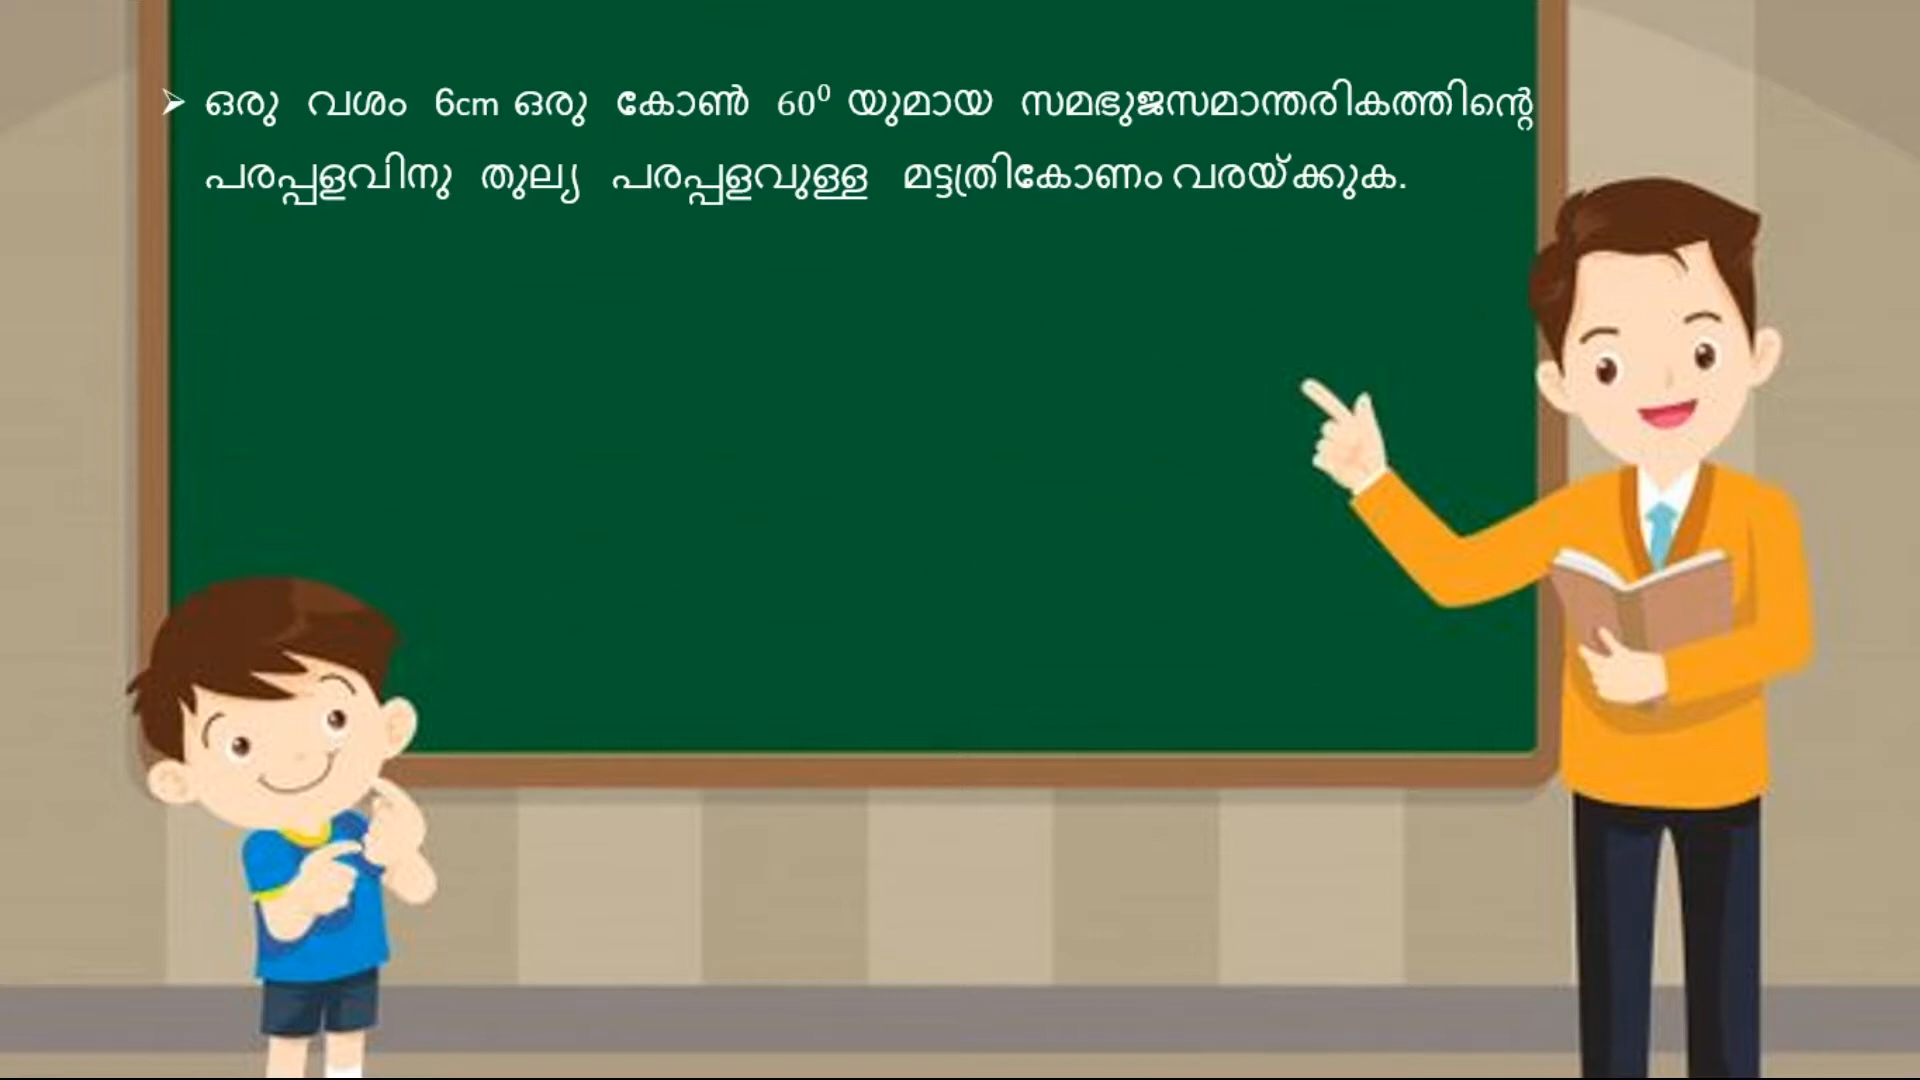 ➢ ഒരു വശം 6cm ഒരു കോൺ 60⁰ യുമായ സമഭുജസമാന്തരികത്തിന്റെ
പരപ്പളവിനു തുല്യ പരപ്പളവുള്ള മട്ടത്രികോണം വരയ്ക്കുക.